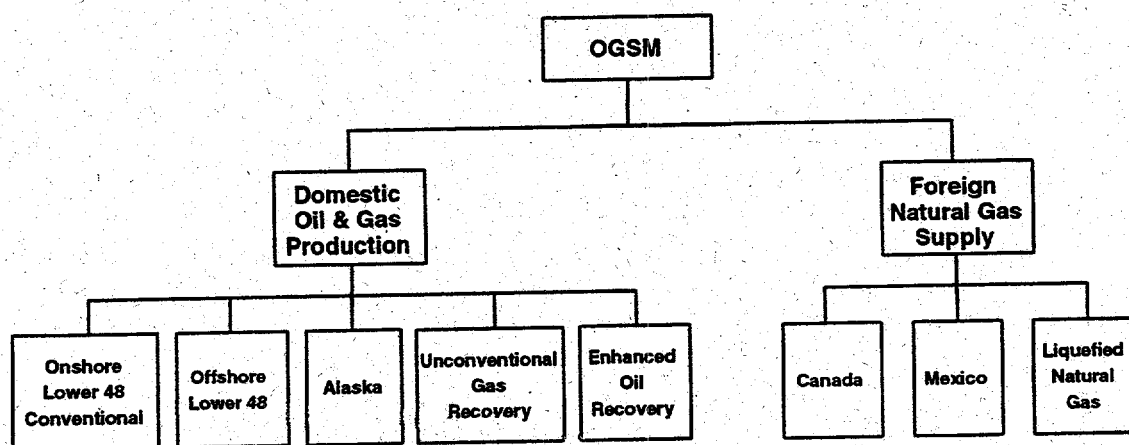 OGSM
Domestic
Oil & Gas
Production
Foreign
Natural Gas
Supply
Onshore
Lower 48
Conventional
Offshore
Lower 48
Alaska
Unconventional
Gas
Recovery
Enhanced
Oil
Recovery
Canada
Mexico
Liquefied
Natural
Gas